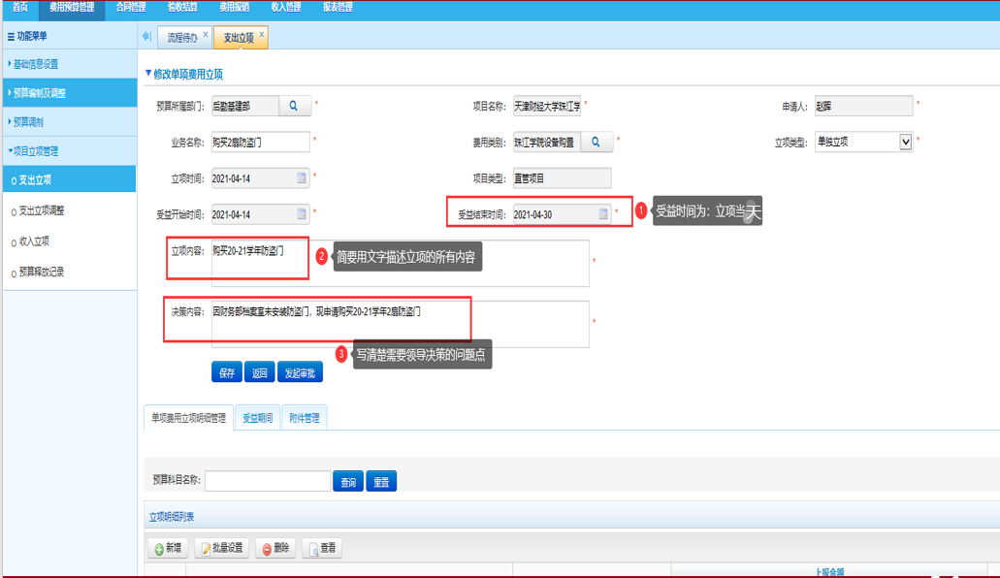 首页 费用预算管理 合同管理 验收结算 费用报销 收入管理 报表管理
功能菜单
流程待办 x 支出立项 x
基础信息设置
预算编制及调整
预算调剂
项目立项管理
支出立项
支出立项调整
收入立项
预算释放记录
修改单项费用立项
预算所属部门: 后勤基建部 * 项目名称: 天津财经大学珠江学 * 申请人: 赵晖 *
业务名称: 购买2扇防盗门 * 费用类别: 珠江学院设备购置 * 立项类型: 单独立项 *
立项时间: 2021-04-14 * 项目类型: 直管项目
受益开始时间: 2021-04-14 * 受益结束时间: 2021-04-30 * 1 受益时间为：立项当天
立项内容: 购买20-21学年防盗门 * 2 简要用文字描述立项的所有内容
决策内容: 因财务部档案室未安装防盗门，现申请购买20-21学年2扇防盗门 *
3 写清楚需要领导决策的问题点
保存 返回 发起审批
单项费用立项明细管理 受益期间 附件管理
预算科目名称: 查询 重置
立项明细列表
新增 批量设置 删除 查看
上报金额